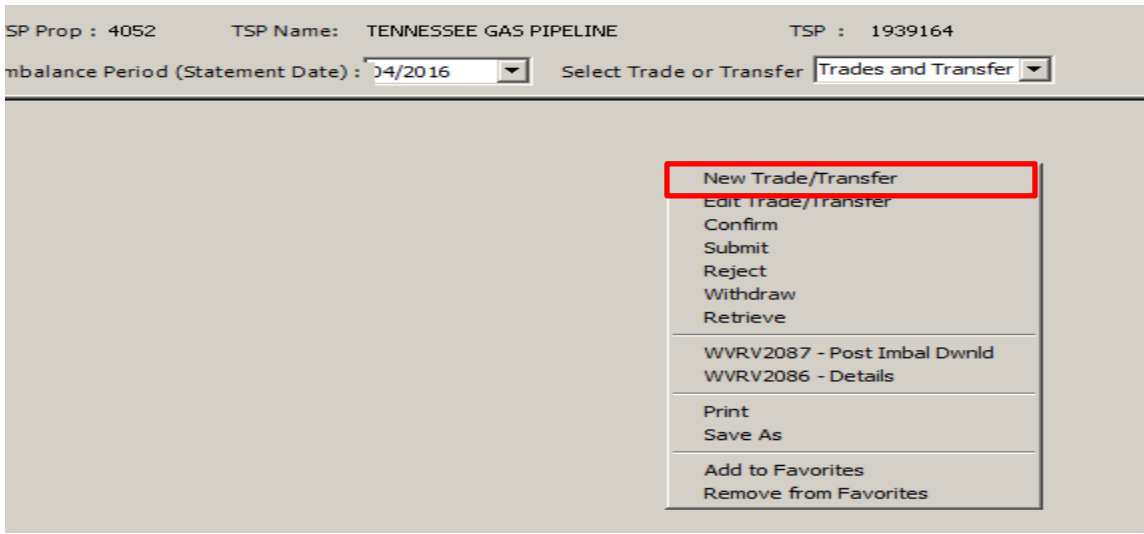 TSP Prop : 4052 TSP Name: TENNESSEE GAS PIPELINE TSP : 1939164
mbalance Period (Statement Date) : 04/2016 Select Trade or Transfer Trades and Transfer
New Trade/Transfer
Edit Trade/Transfer
Confirm
Submit
Reject
Withdraw
Retrieve
WVRV2087 - Post Imbal Dwnld
WVRV2086 - Details
Print
Save As
Add to Favorites
Remove from Favorites